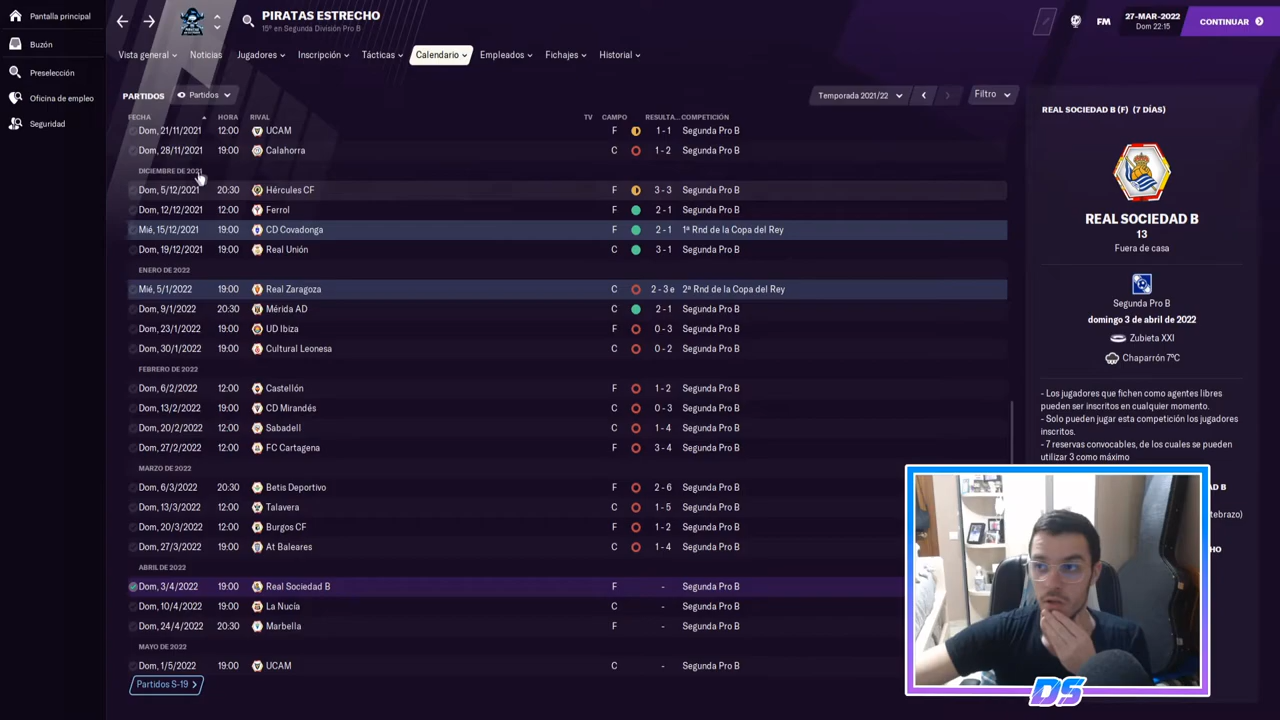 Pantalla principal
Buzón
Preselección
Oficina de empleo
Seguridad
PIRATAS ESTRECHO
15º en Segunda División Pro B
FM
27-MAR-2022
Dom 22:15
CONTINUAR
Vista general
Noticias
Jugadores
Inscripción
Tácticas
Calendario
Empleados
Fichajes
Historial
PARTIDOS
Partidos
Temporada 2021/22
Filtro
FECHA HORA RIVAL TV CAMPO RESULTA... COMPETICIÓN
Dom, 21/11/2021 12:00 UCAM F 1 - 1 Segunda Pro B
Dom, 28/11/2021 19:00 Calahorra C 1 - 2 Segunda Pro B
DICIEMBRE DE 2021
Dom, 5/12/2021 20:30 Hércules CF F 3 - 3 Segunda Pro B
Dom, 12/12/2021 12:00 Ferrol F 2 - 1 Segunda Pro B
Mié, 15/12/2021 19:00 CD Covadonga F 2 - 1 1ª Rnd de la Copa del Rey
Dom, 19/12/2021 19:00 Real Unión C 3 - 1 Segunda Pro B
ENERO DE 2022
Mié, 5/1/2022 19:00 Real Zaragoza C 2 - 3 e 2ª Rnd de la Copa del Rey
Dom, 9/1/2022 20:30 Mérida AD C 2 - 1 Segunda Pro B
Dom, 23/1/2022 19:00 UD Ibiza F 0 - 3 Segunda Pro B
Dom, 30/1/2022 19:00 Cultural Leonesa C 0 - 2 Segunda Pro B
FEBRERO DE 2022
Dom, 6/2/2022 12:00 Castellón F 1 - 2 Segunda Pro B
Dom, 13/2/2022 19:00 CD Mirandés C 0 - 3 Segunda Pro B
Dom, 20/2/2022 12:00 Sabadell C 1 - 4 Segunda Pro B
Dom, 27/2/2022 12:00 FC Cartagena F 3 - 4 Segunda Pro B
MARZO DE 2022
Dom, 6/3/2022 20:30 Betis Deportivo F 2 - 6 Segunda Pro B
Dom, 13/3/2022 12:00 Talavera C 1 - 5 Segunda Pro B
Dom, 20/3/2022 12:00 Burgos CF F 1 - 2 Segunda Pro B
Dom, 27/3/2022 19:00 At Baleares C 1 - 4 Segunda Pro B
ABRIL DE 2022
Dom, 3/4/2022 19:00 Real Sociedad B F - Segunda Pro B
Dom, 10/4/2022 19:00 La Nucía C - Segunda Pro B
Dom, 24/4/2022 20:30 Marbella F - Segunda Pro B
MAYO DE 2022
Dom, 1/5/2022 19:00 UCAM C - Segunda Pro B
Partidos S-19
REAL SOCIEDAD B (F) (7 DÍAS)
REAL SOCIEDAD B
13
Fuera de casa
Segunda Pro B
domingo 3 de abril de 2022
Zubieta XXI
Chaparrón 7ºC
- Los jugadores que fichen como agentes libres
pueden ser inscritos en cualquier momento.
- Solo pueden jugar esta competición los jugadores
inscritos.
- 7 reservas convocables, de los cuales se pueden
utilizar 3 como máximo
DS